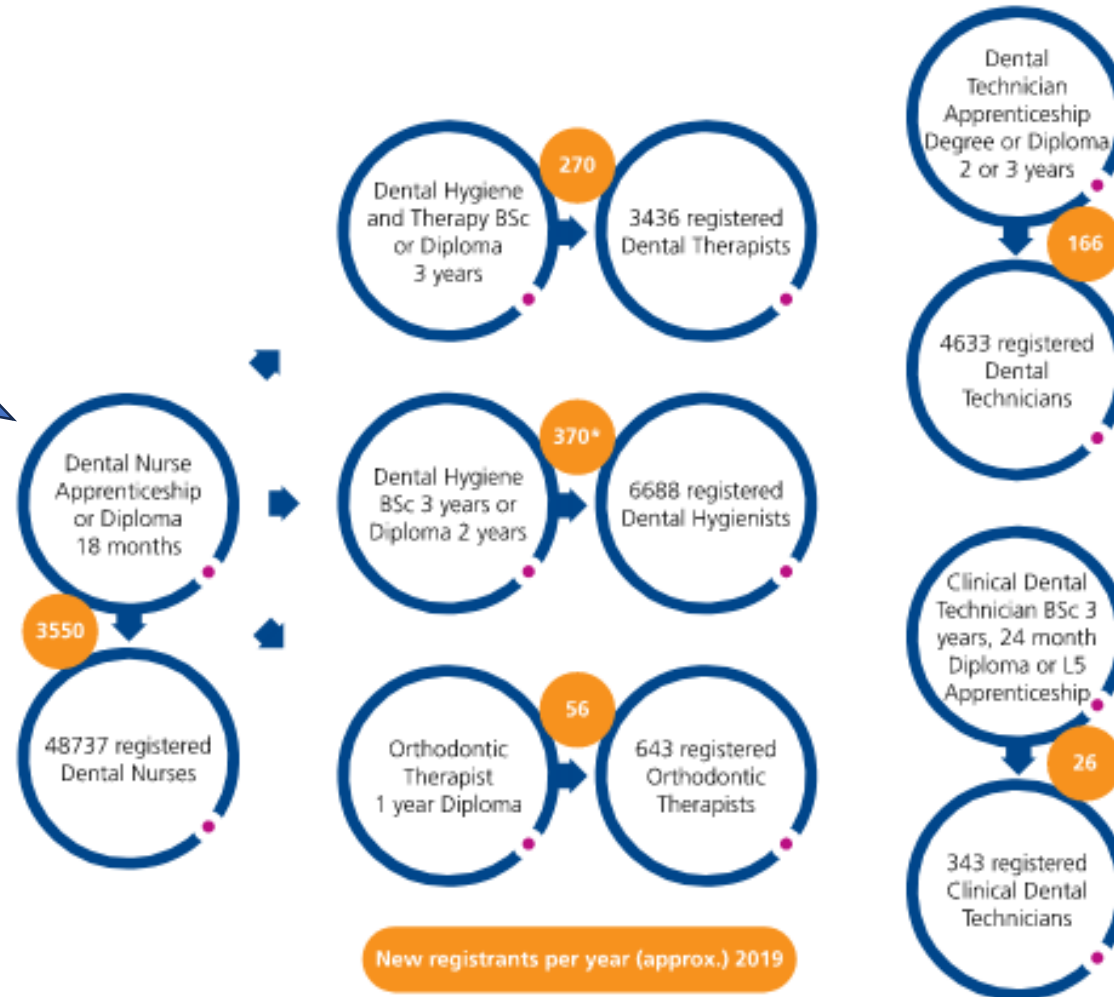 Dental Nurse
Apprenticeship
or Diploma
18 months
3550
48737 registered
Dental Nurses
Dental Hygiene
and Therapy BSc
or Diploma
3 years
270
3436 registered
Dental Therapists
Dental Hygiene
BSc 3 years or
Diploma 2 years
370*
6688 registered
Dental Hygienists
Orthodontic
Therapist
1 year Diploma
56
643 registered
Orthodontic
Therapists
New registrants per year (approx.) 2019
Dental
Technician
Apprenticeship
Degree or Diploma
2 or 3 years
166
4633 registered
Dental
Technicians
Clinical Dental
Technician BSc 3
years, 24 month
Diploma or L5
Apprenticeship
26
343 registered
Clinical Dental
Technicians